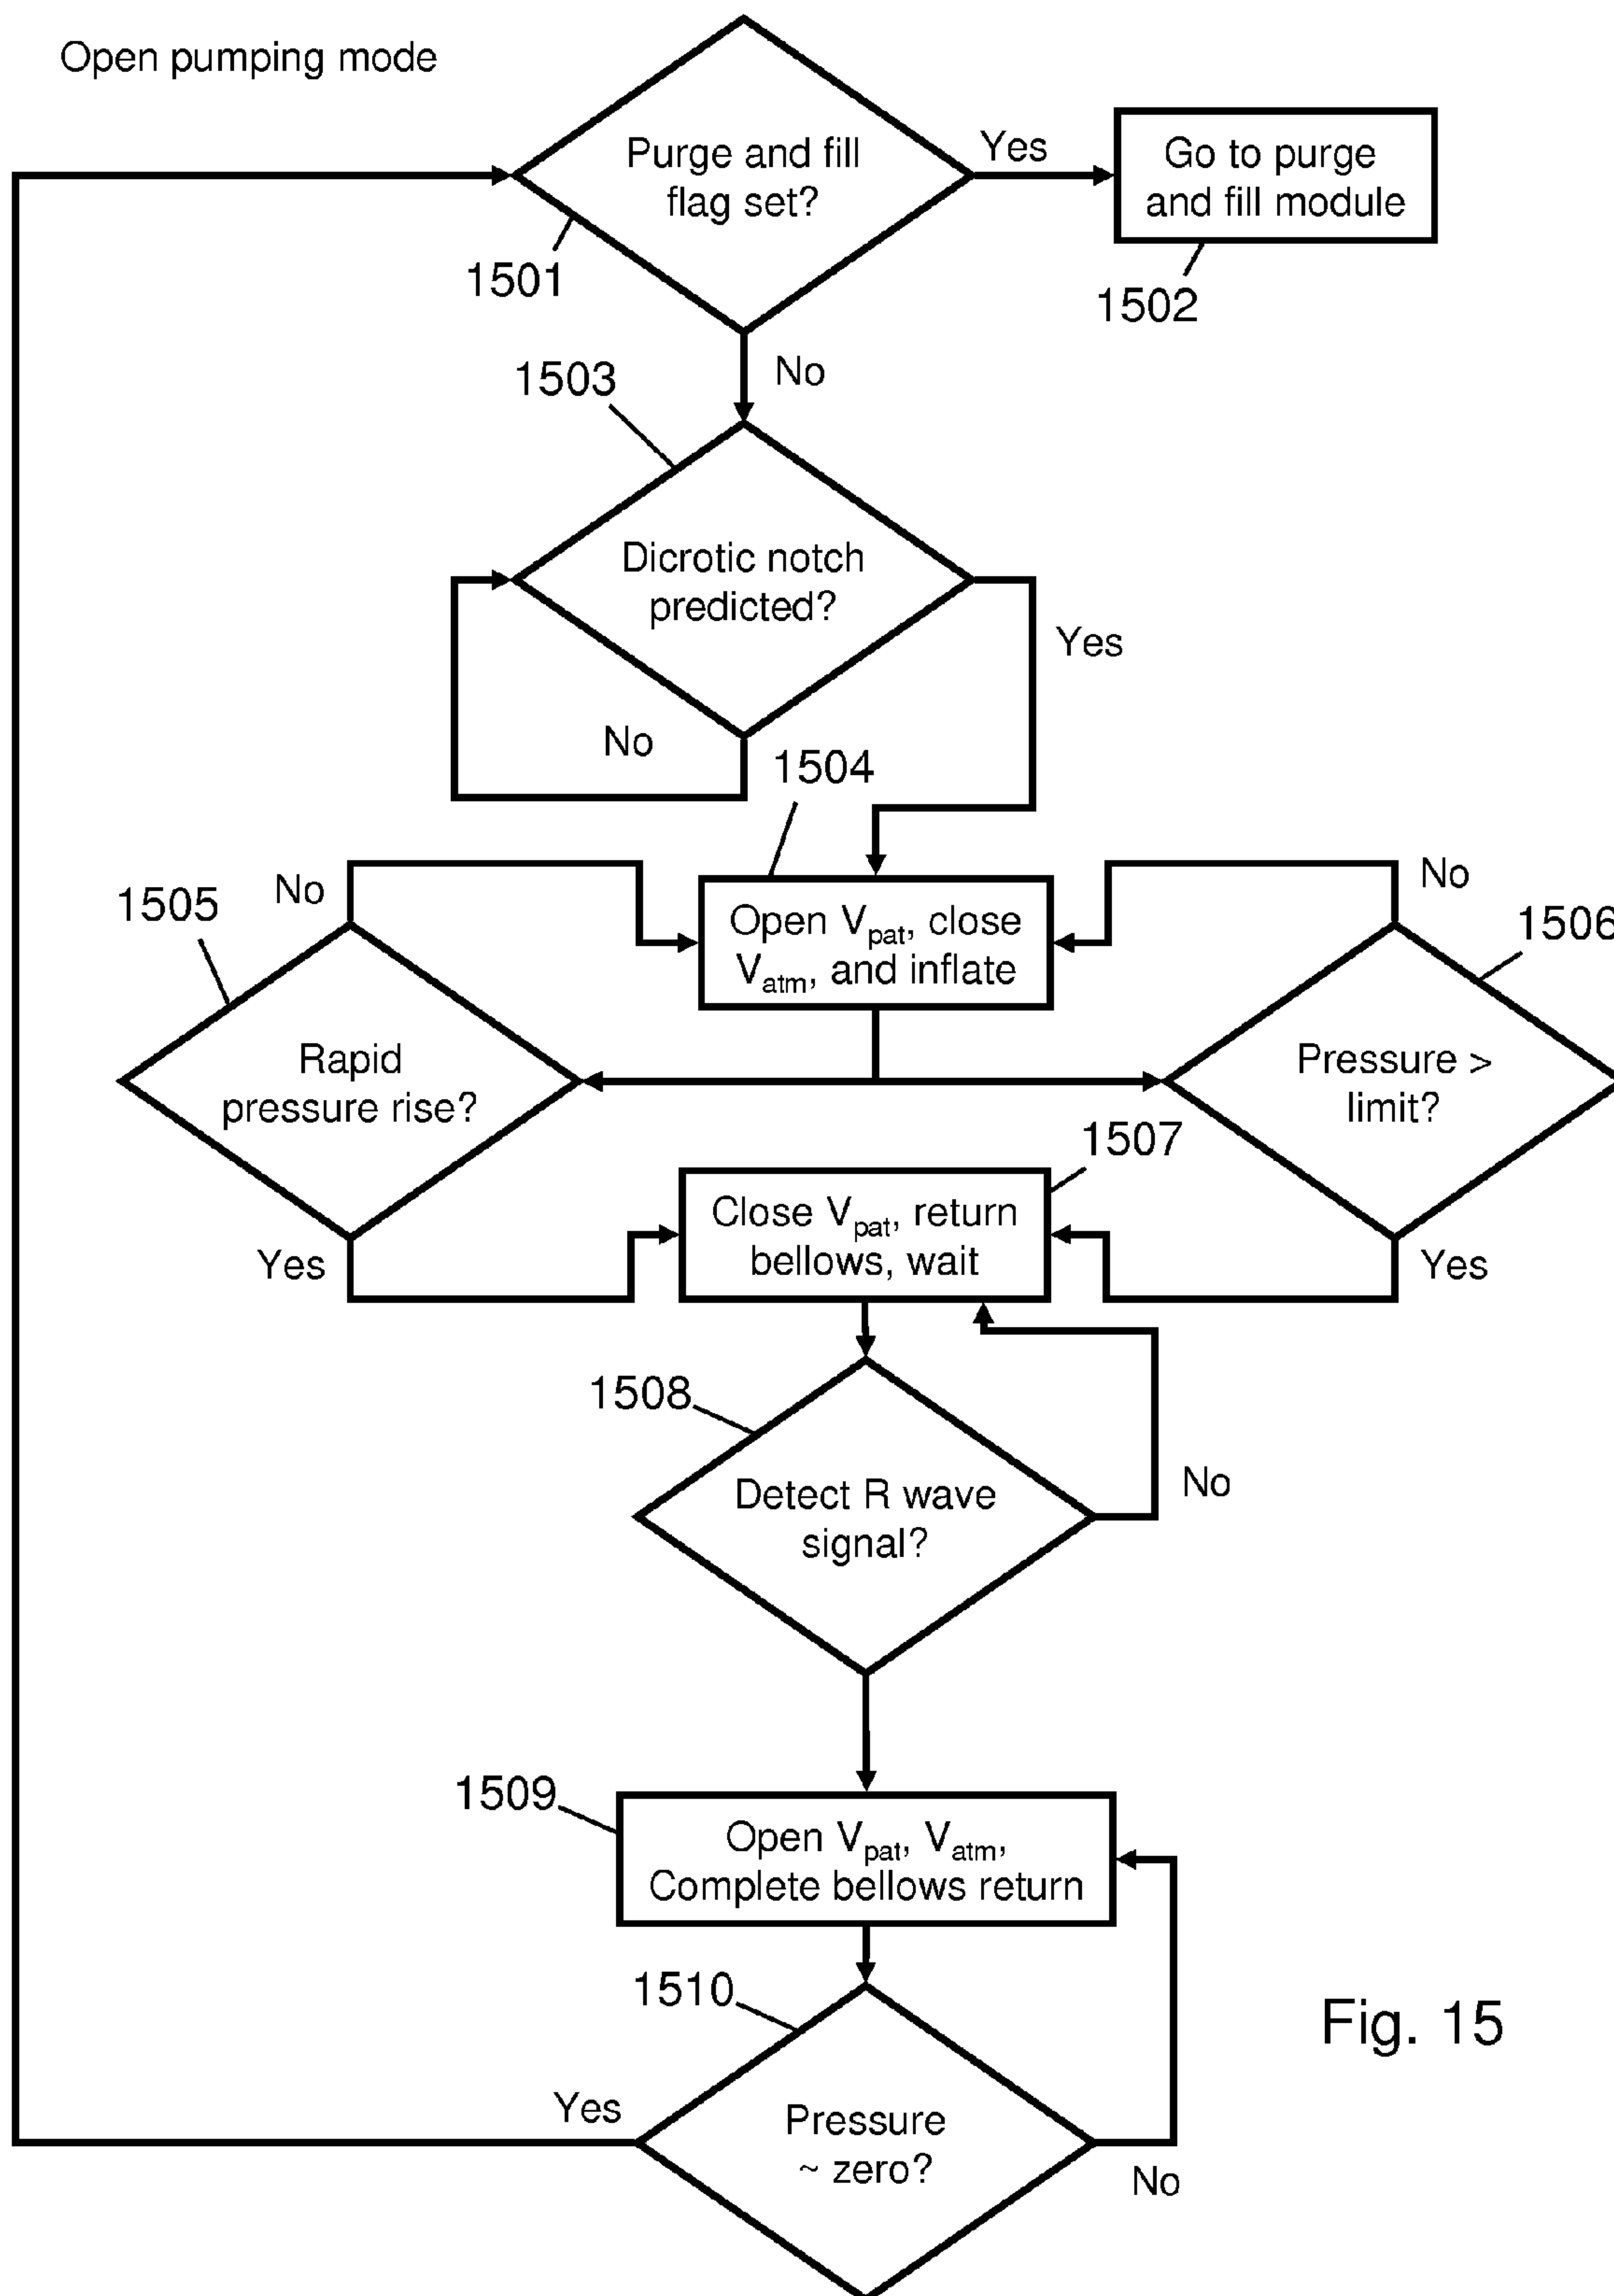 Open pumping mode
Purge and fill
flag set?
Yes
Go to purge
and fill module
1501
1502
No
1503
Dicrotic notch
predicted?
Yes
No
1504
No
No
1505
1506
Open Vpat, close
Vatm, and inflate
Rapid
pressure rise?
Pressure >
limit?
1507
Close Vpat, return
bellows, wait
Yes
Yes
1508
Detect R wave
signal?
No
1509
Open Vpat, Vatm,
Complete bellows return
1510
Fig. 15
Yes
Pressure
~ zero?
No